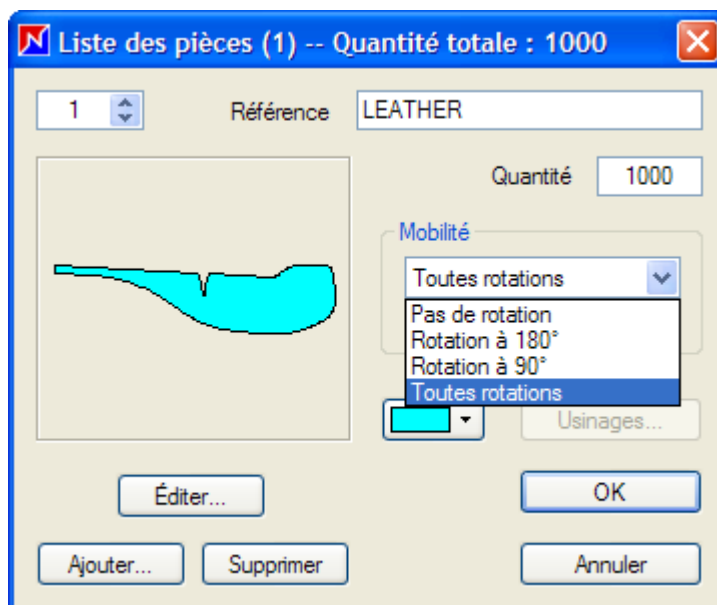 Liste des pièces (1) -- Quantité totale : 1000
1
Référence
LEATHER
Quantité
1000
Mobilité
Toutes rotations
Pas de rotation
Rotation à 180°
Rotation à 90°
Toutes rotations
Usinages...
Éditer...
OK
Ajouter...
Supprimer
Annuler